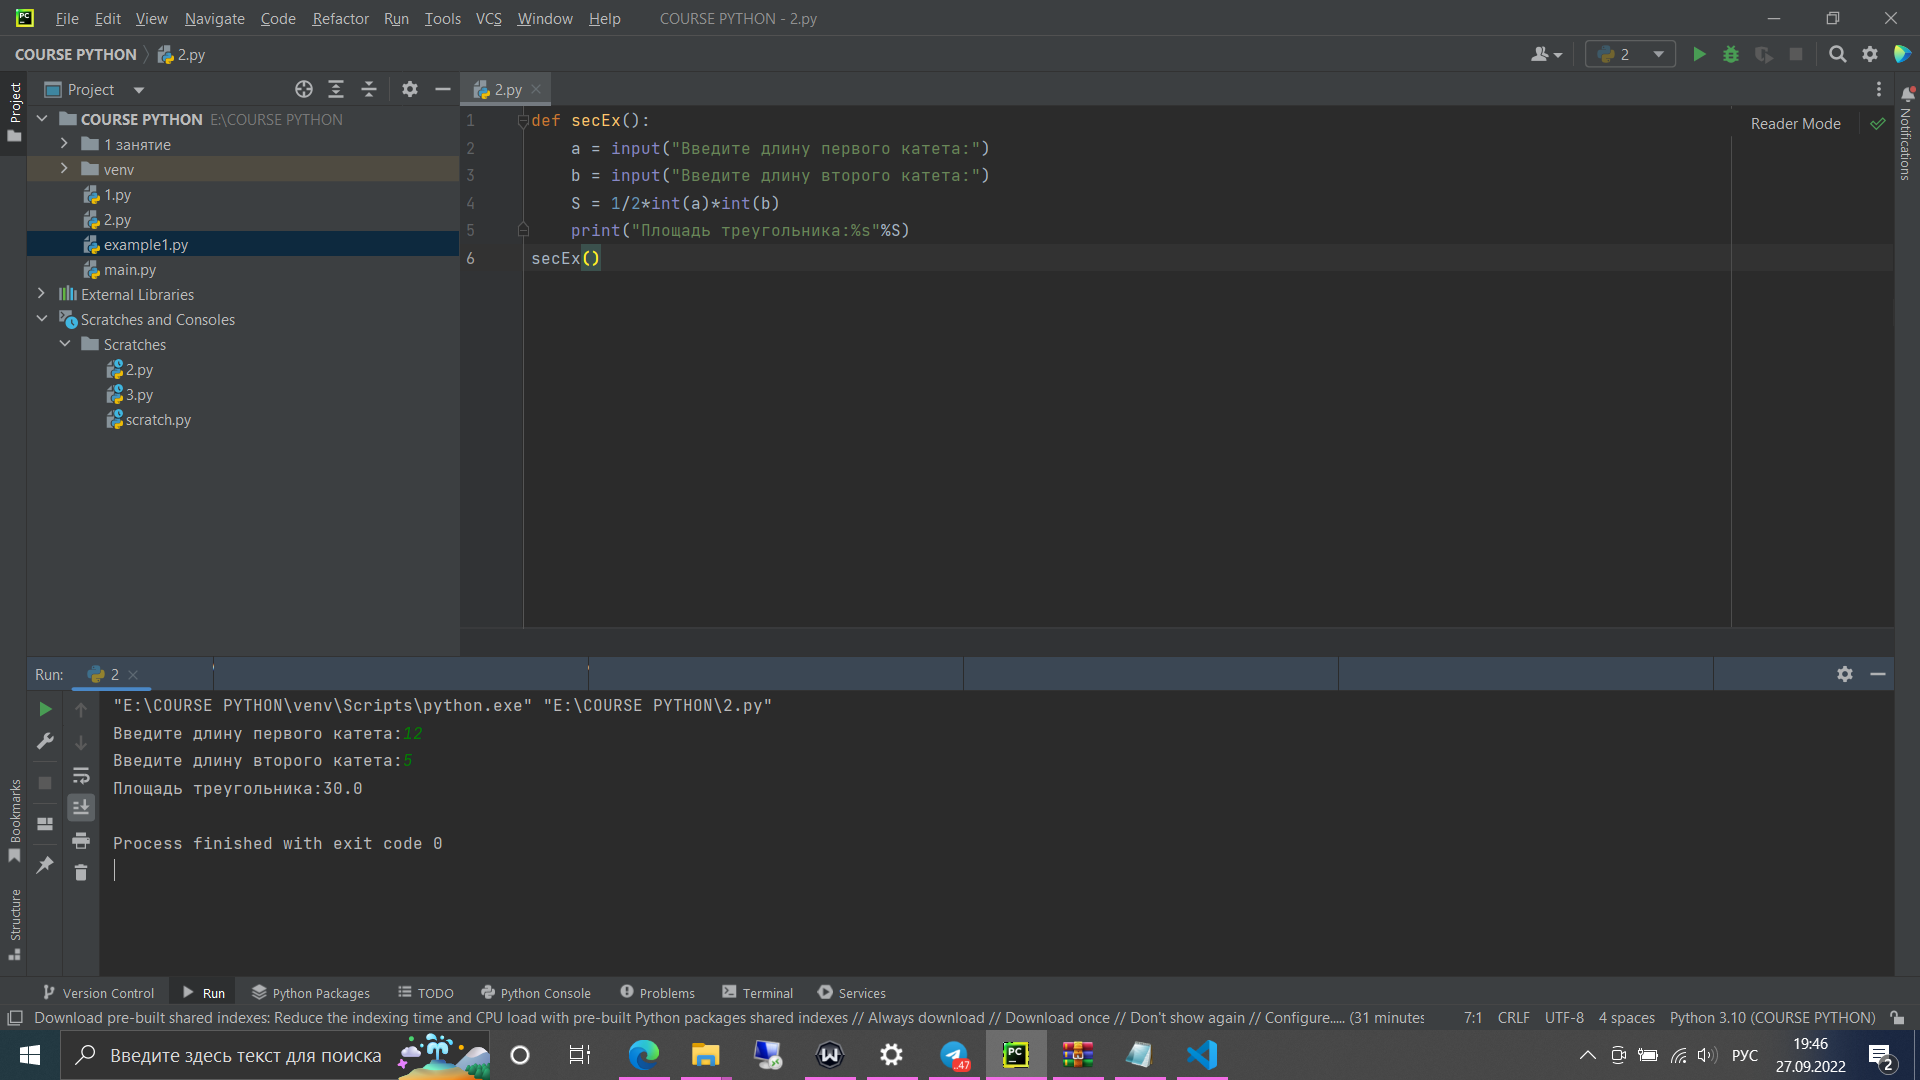 PC File Edit View Navigate Code Refactor Run Tools VCS Window Help COURSE PYTHON - 2.py
COURSE PYTHON 2.py 2
Project
Project
2.py
COURSE PYTHON E:\COURSE PYTHON
1 занятие
venv
1.py
2.py
example1.py
main.py
External Libraries
Scratches and Consoles
Scratches
2.py
3.py
scratch.py
1 def secEx():
2 a = input("Введите длину первого катета:")
3 b = input("Введите длину второго катета:")
4 S = 1/2*int(a)*int(b)
5 print("Площадь треугольника:%s"%S)
6 secEx()
Reader Mode
Notifications
Run: 2
"E:\COURSE PYTHON\venv\Scripts\python.exe" "E:\COURSE PYTHON\2.py"
Введите длину первого катета:12
Введите длину второго катета:5
Площадь треугольника:30.0
Process finished with exit code 0
Bookmarks
Structure
Version Control Run Python Packages TODO Python Console Problems Terminal Services
Download pre-built shared indexes: Reduce the indexing time and CPU load with pre-built Python packages shared indexes // Always download // Download once // Don't show again // Configure..... (31 minutes 7:1 CRLF UTF-8 4 spaces Python 3.10 (COURSE PYTHON)
Введите здесь текст для поиска
47
PC
РУС
19:46
27.09.2022
2